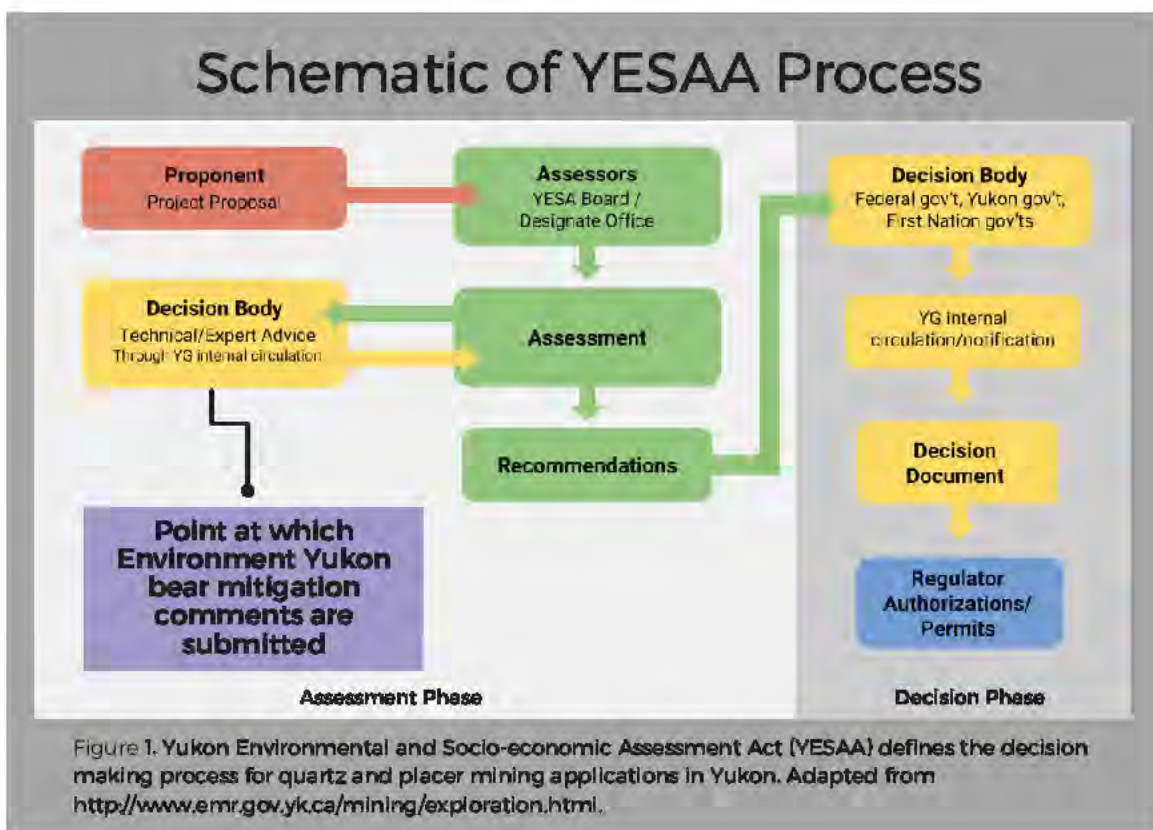 Schematic of YESAA Process
Proponent
Project Proposal
Assessors
YESA Board /
Designate Office
Decision Body
Federal gov't, Yukon gov't,
First Nation gov'ts
Decision Body
Technical/Expert Advice
Through YG internal circulation
Assessment
YG internal
circulation/notification
Recommendations
Decision
Document
Point at which
Environment Yukon
bear mitigation
comments are
submitted
Regulator
Authorizations/
Permits
Assessment Phase
Decision Phase
Figure 1. Yukon Environmental and Socio-economic Assessment Act (YESAA) defines the decision
making process for quartz and placer mining applications in Yukon. Adapted from
http://www.emr.gov.yk.ca/mining/exploration.html.